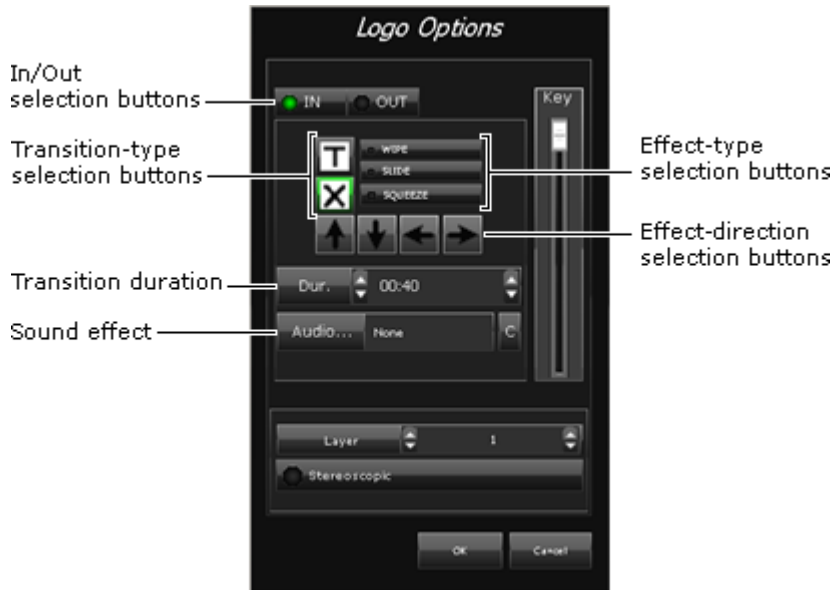 Logo Options
In/Out
selection buttons
IN
OUT
Key
Transition-type
selection buttons
T
X
WIPE
SLIDE
SQUEEZE
Effect-type
selection buttons
Effect-direction
selection buttons
Transition duration
Dur.
00:40
Sound effect
Audio...
None
C
Layer
1
Stereoscopic
OK
Cancel